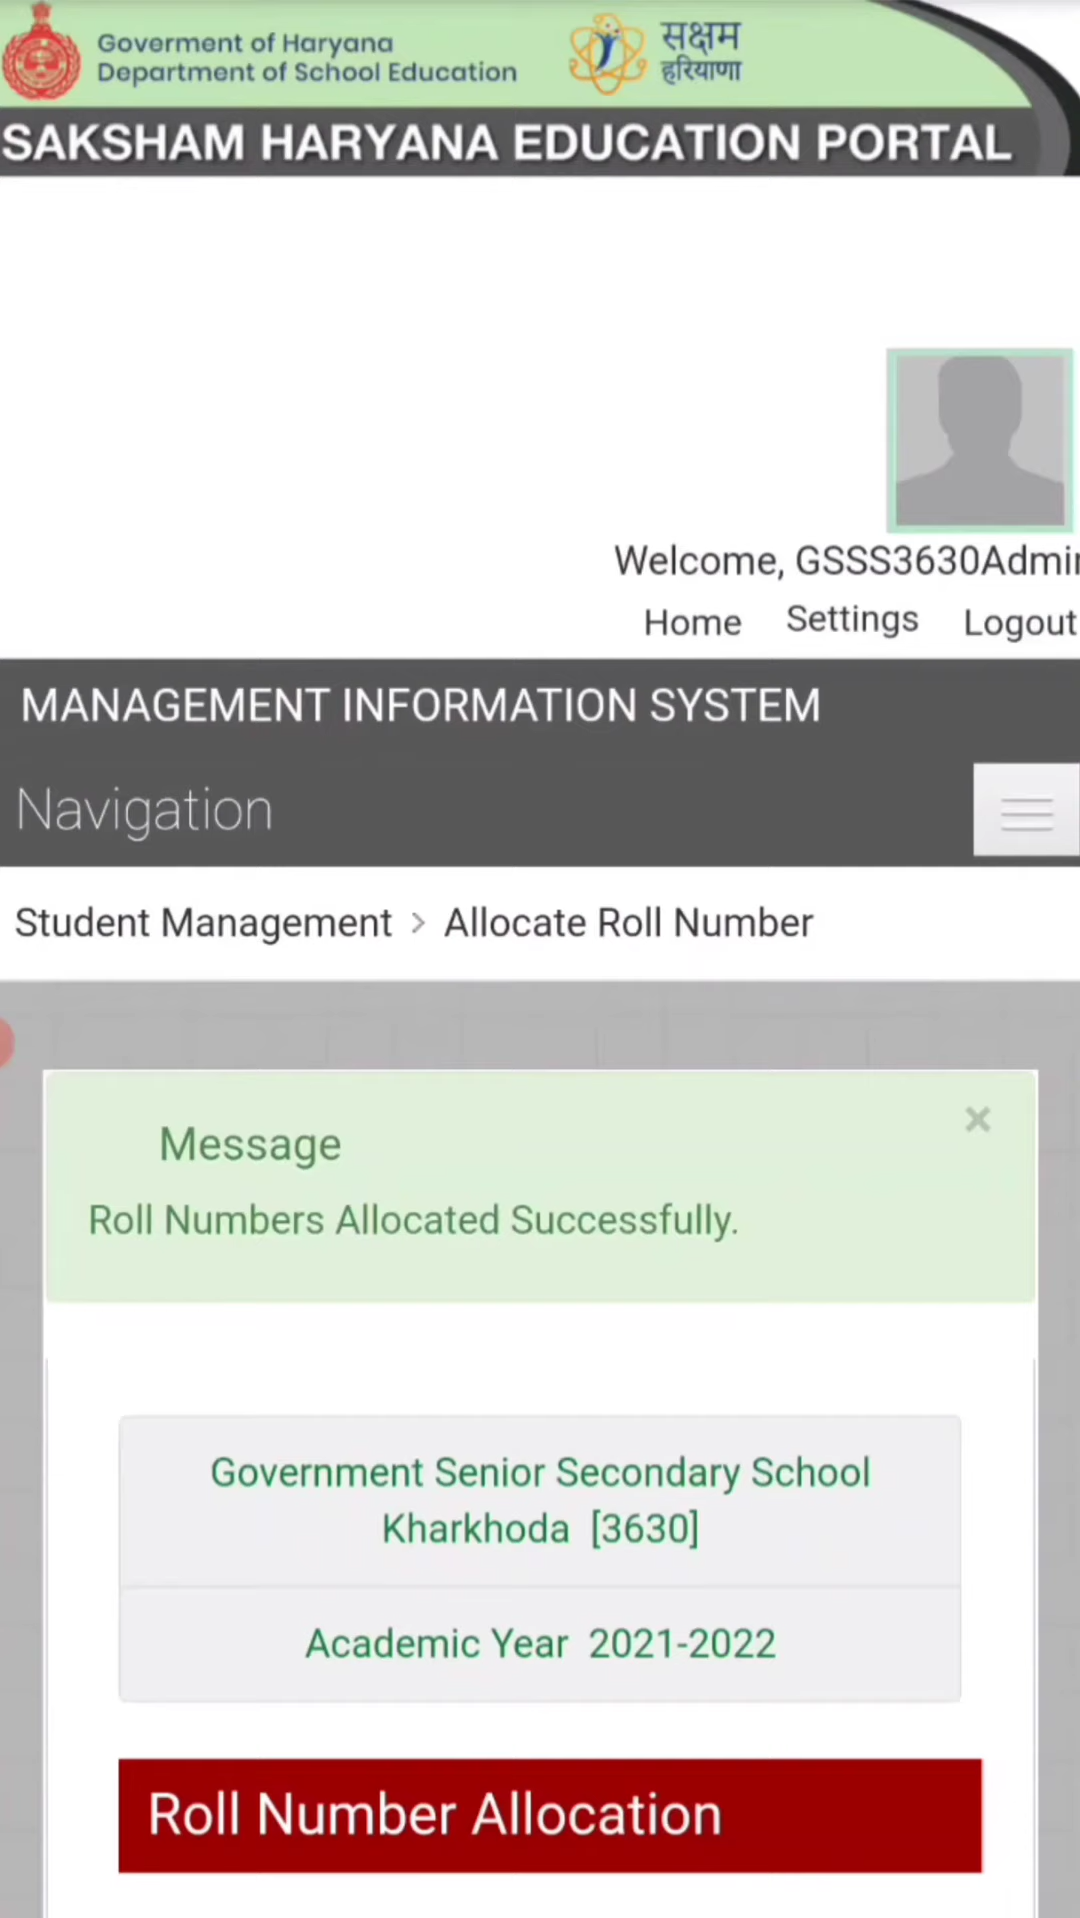 Goverment of Haryana
Department of School Education
सक्षम
हरियाणा
SAKSHAM HARYANA EDUCATION PORTAL
Welcome, GSSS3630Admin
Home Settings Logout
MANAGEMENT INFORMATION SYSTEM
Navigation
Student Management > Allocate Roll Number
Message
×
Roll Numbers Allocated Successfully.
Government Senior Secondary School
Kharkhoda [3630]
Academic Year 2021-2022
Roll Number Allocation